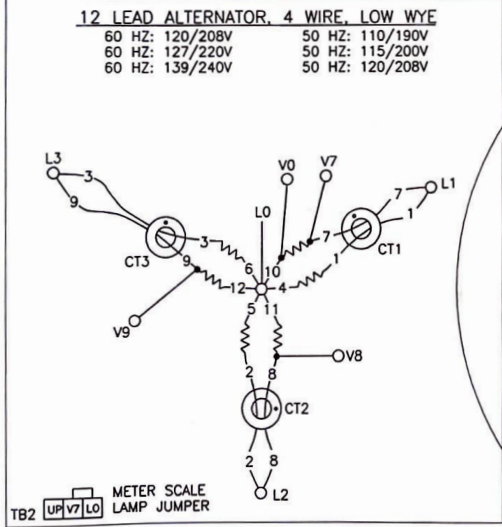 12 LEAD ALTERNATOR, 4 WIRE, LOW WYE
60 HZ: 120/208V 50 HZ: 110/190V
60 HZ: 127/220V 50 HZ: 115/200V
60 HZ: 139/240V 50 HZ: 120/208V
L3
3
9
V0
V7
L0
7
L1
1
CT3
3
9
6
10
7
1
CT1
12
4
V9
5
11
2
8
V8
CT2
2
8
L2
METER SCALE
LAMP JUMPER
TB2 UP V7 L0